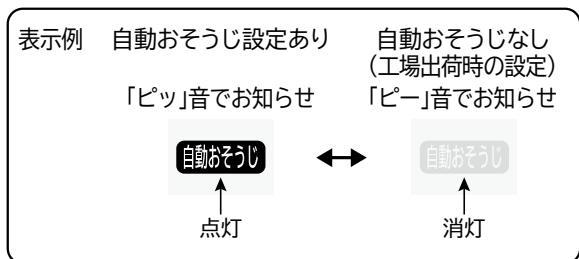 表示例 自動おそうじ設定あり 自動おそうじなし
（工場出荷時の設定）
「ピッ」音でお知らせ 「ピー」音でお知らせ
自動おそうじ 自動おそうじ
点灯 消灯